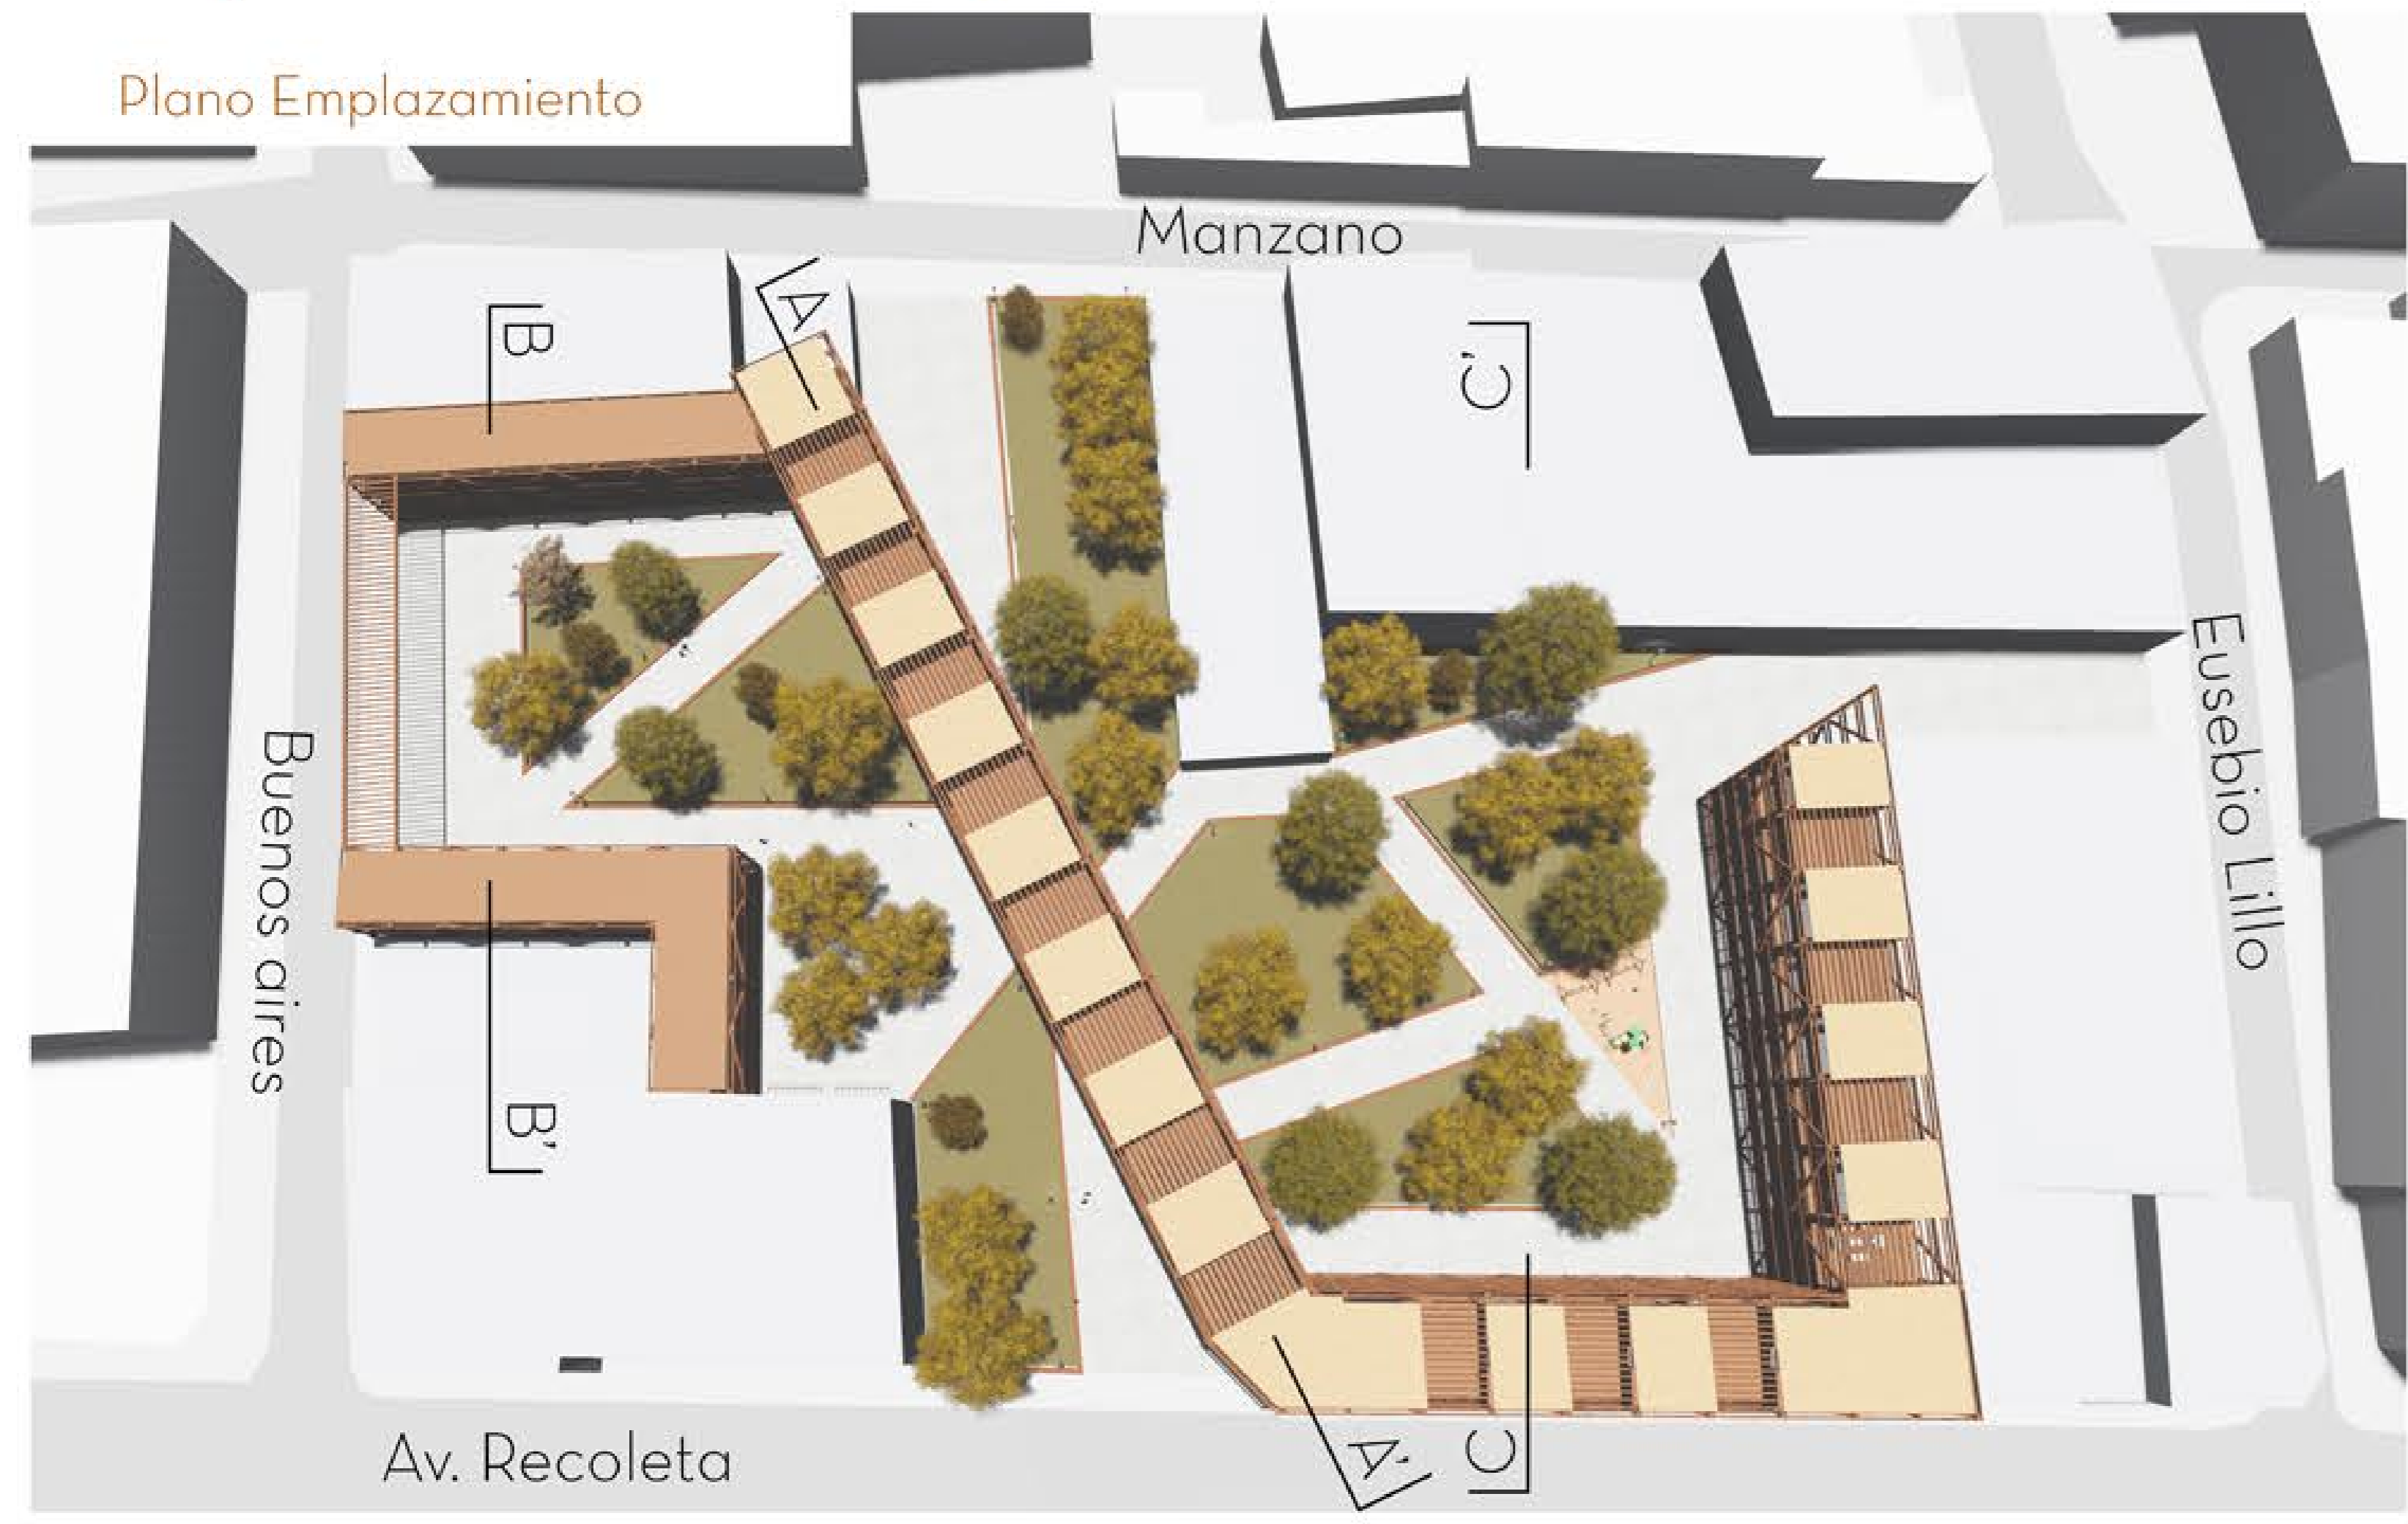 Plano Emplazamiento
Manzano
A
B
C'
Eusebio Lillo
Buenos aires
B'
Av. Recoleta
A'
C